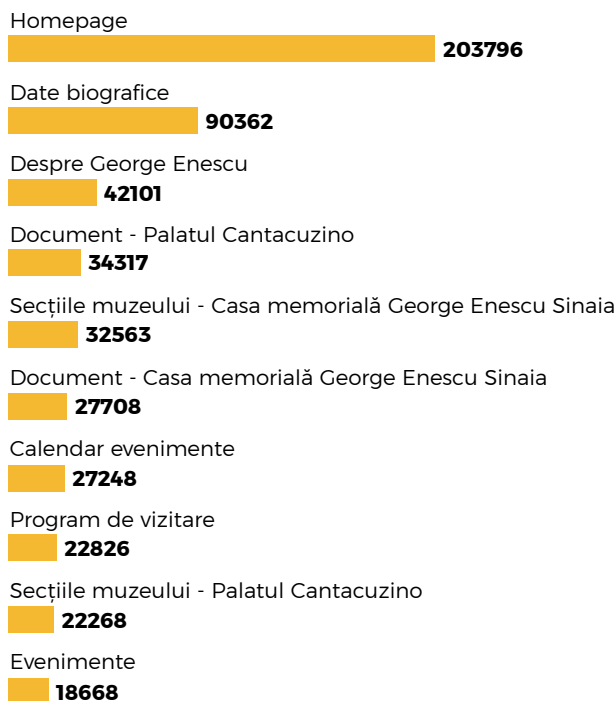 Homepage
203796
Date biografice
90362
Despre George Enescu
42101
Document - Palatul Cantacuzino
34317
Secțiile muzeului - Casa memorială George Enescu Sinaia
32563
Document - Casa memorială George Enescu Sinaia
27708
Calendar evenimente
27248
Program de vizitare
22826
Secțiile muzeului - Palatul Cantacuzino
22268
Evenimente
18668